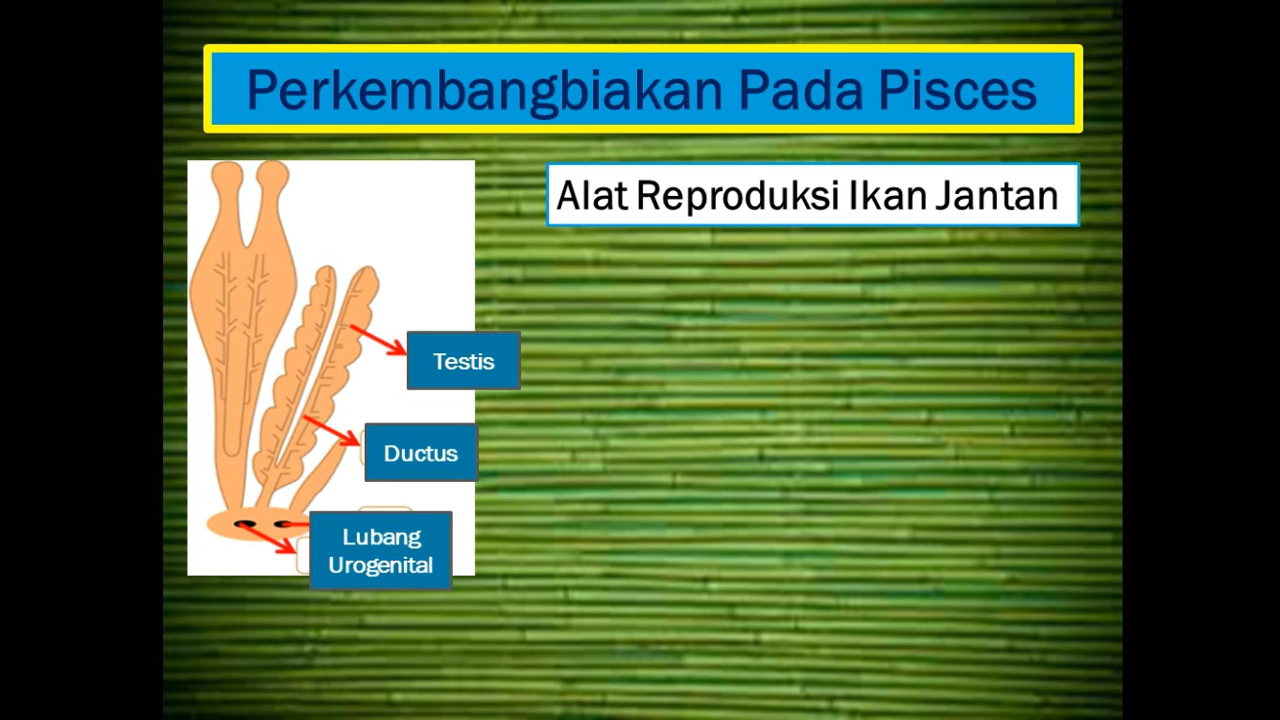 Perkembangbiakan Pada Pisces
Alat Reproduksi Ikan Jantan
Testis
Ductus
Lubang
Urogenital